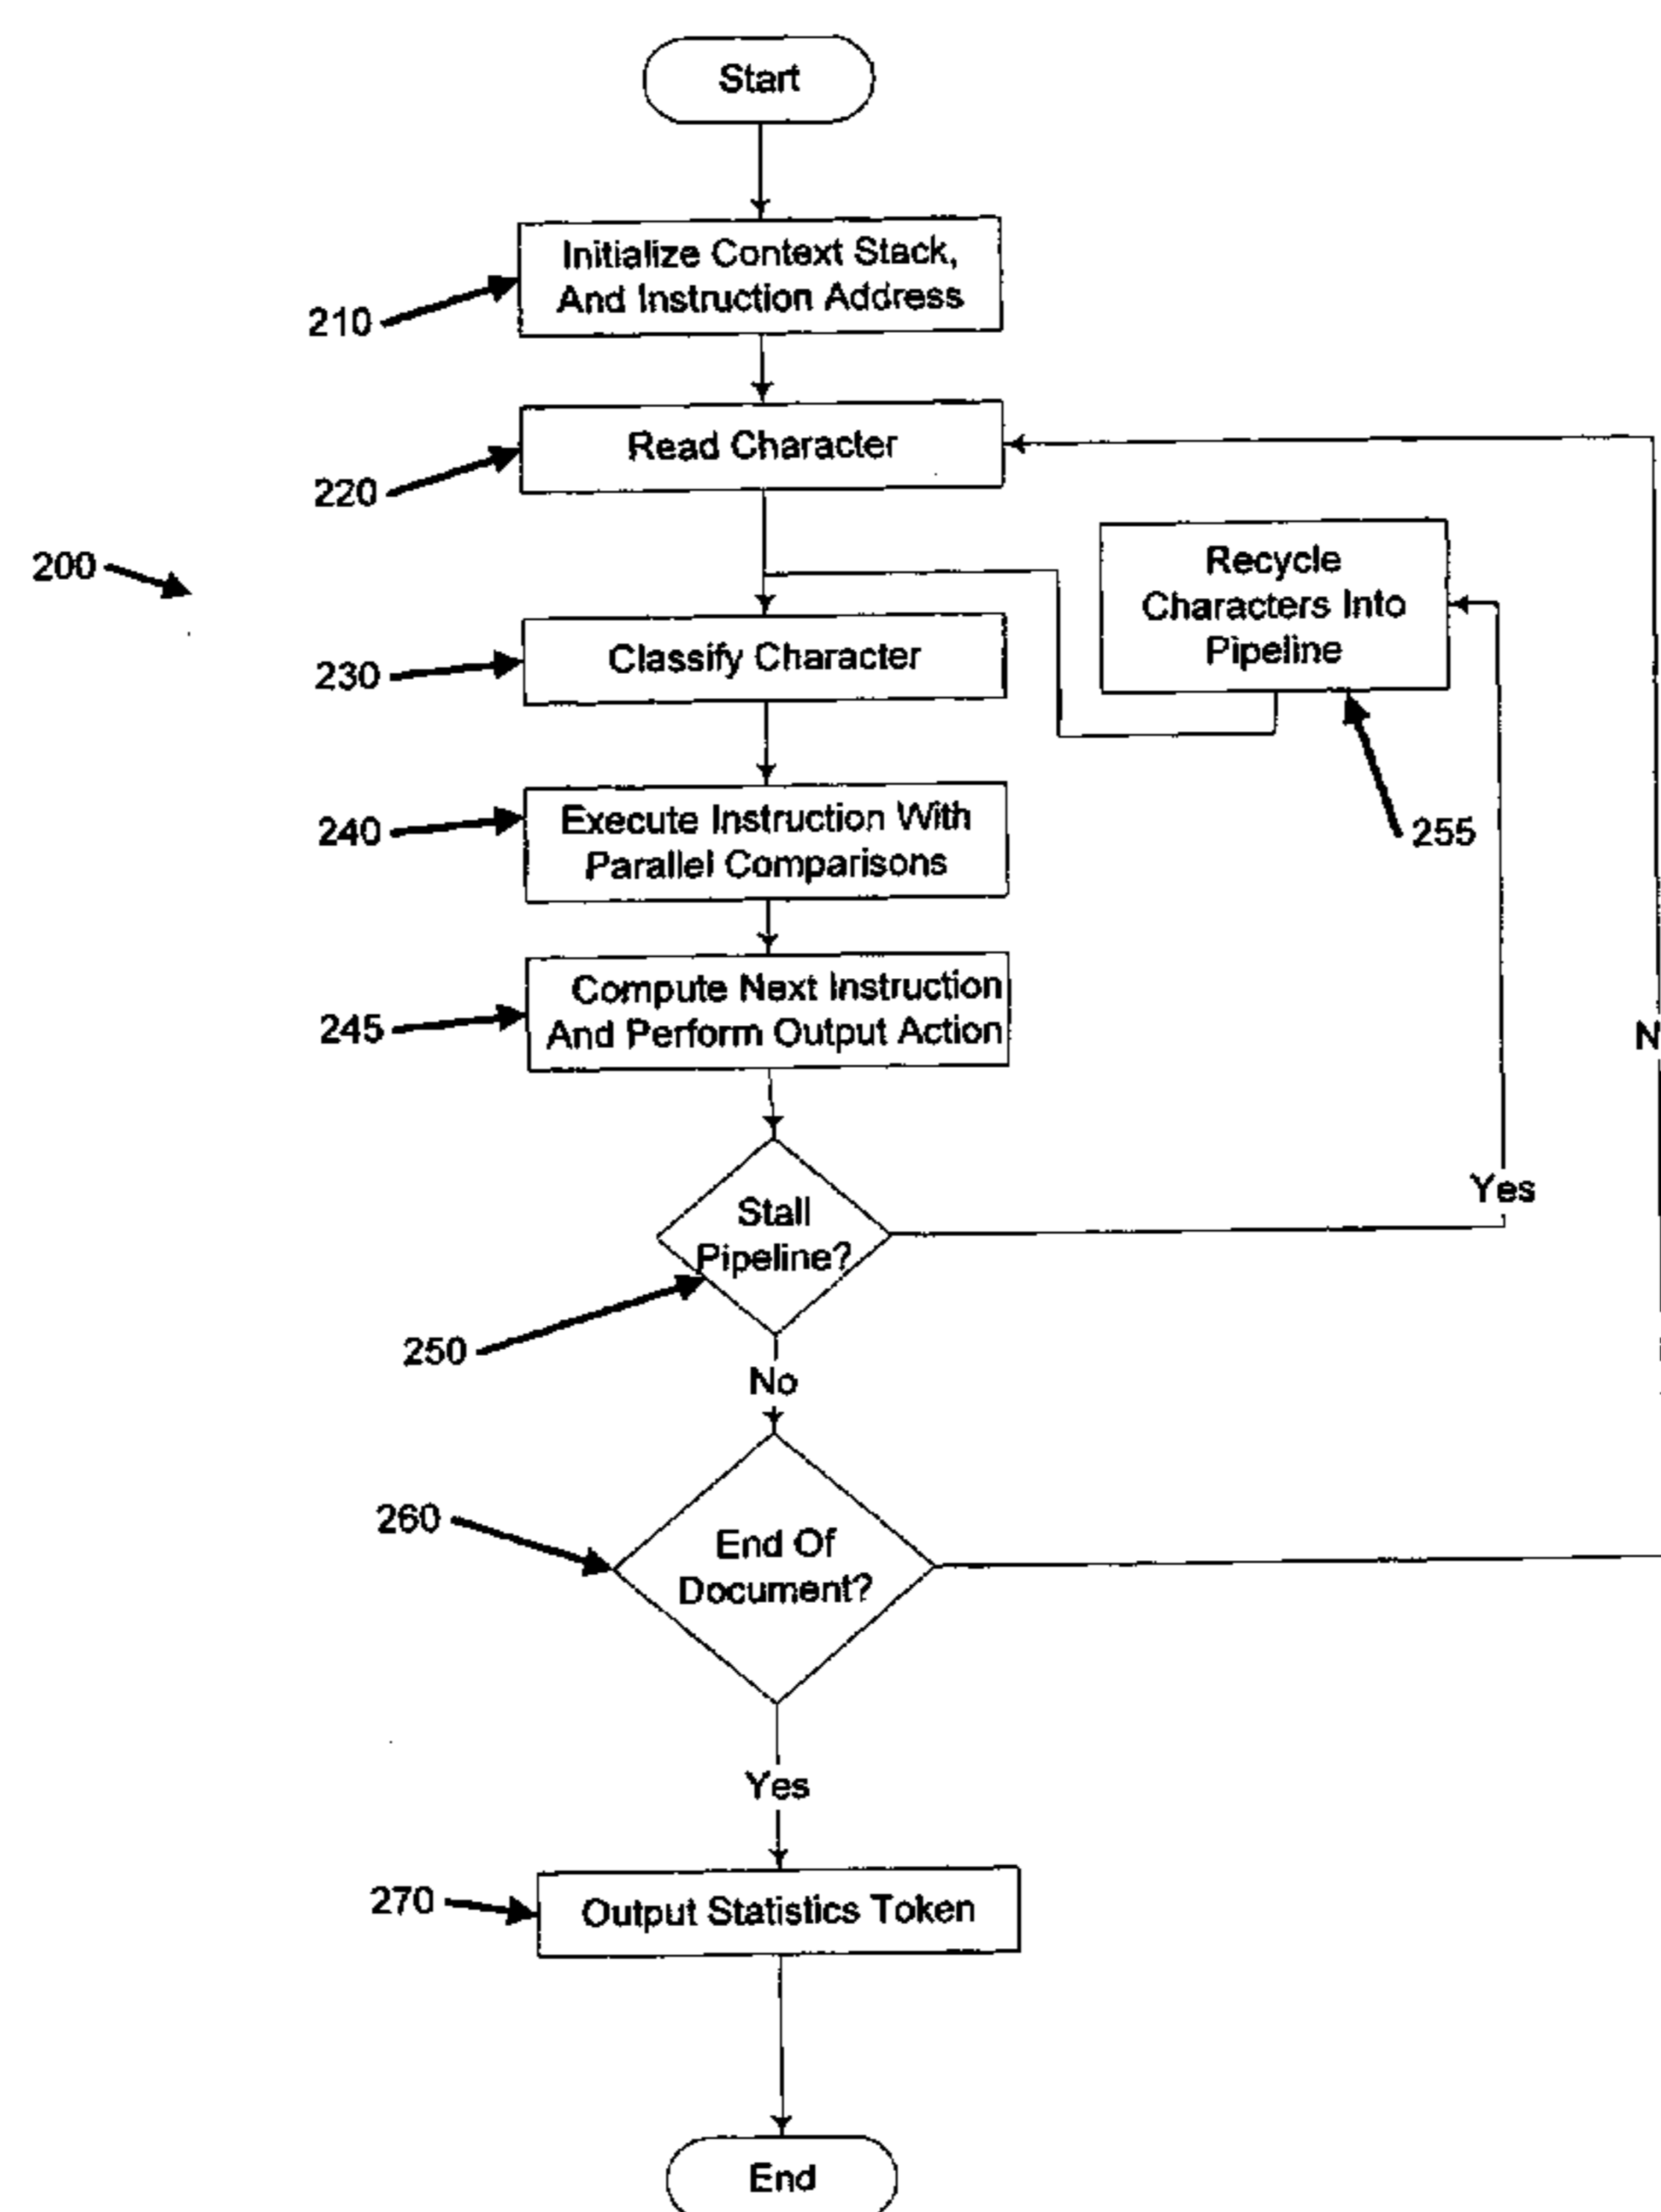 Start
Initialize Context Stack,
And Instruction Address
210
Read Character
220
200
Recycle
Characters Into
Pipeline
Classify Character
230
Execute Instruction With
Parallel Comparisons
240
255
Compute Next Instruction
And Perform Output Action
245
Yes
Stall
Pipeline?
250
No
260
End Of
Document?
Yes
Output Statistics Token
270
End